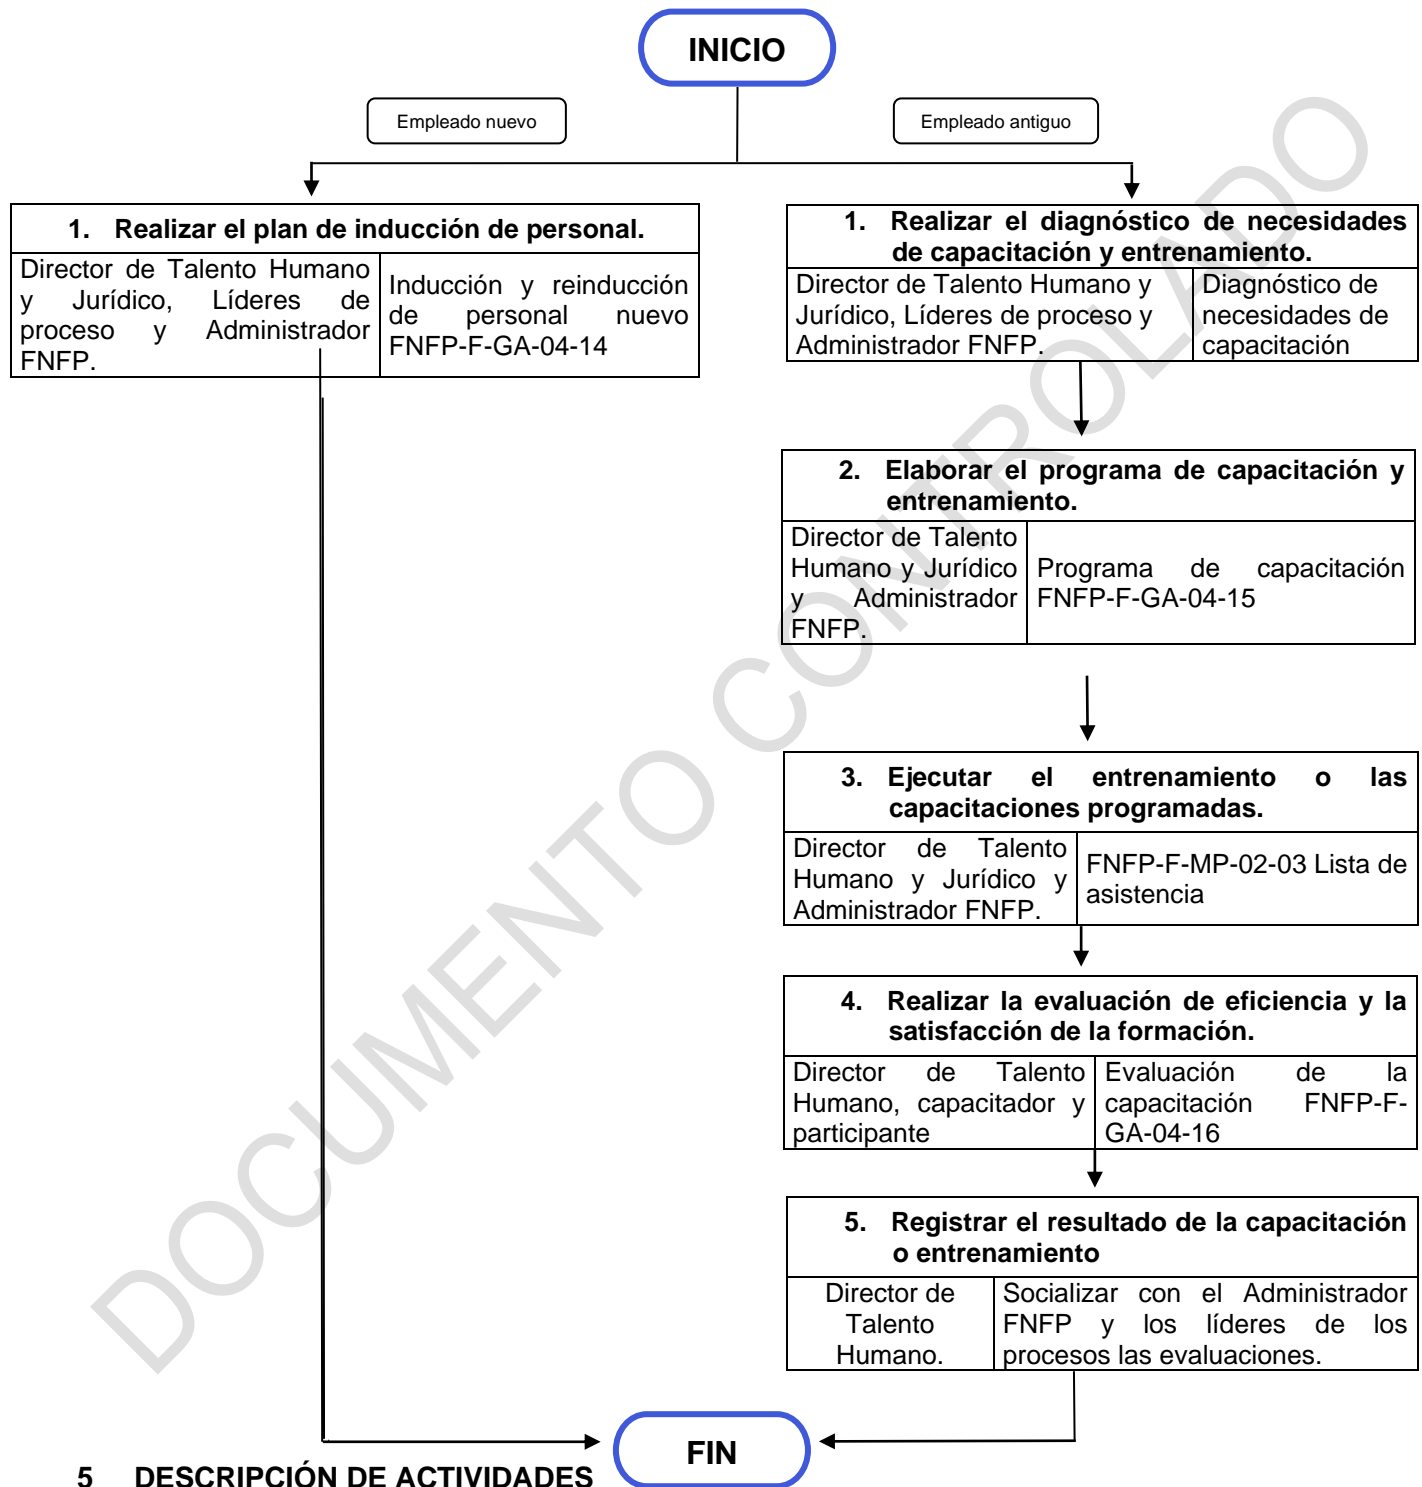 INICIO
Empleado nuevo
Empleado antiguo
1. Realizar el plan de inducción de personal.
Director de Talento Humano
y Jurídico, Líderes de
proceso y Administrador
FNFP.
Inducción y reinducción
de personal nuevo
FNFP-F-GA-04-14
1. Realizar el diagnóstico de necesidades
de capacitación y entrenamiento.
Director de Talento Humano y
Jurídico, Líderes de proceso y
Administrador FNFP.
Diagnóstico de
necesidades de
capacitación
2. Elaborar el programa de capacitación y
entrenamiento.
Director de Talento
Humano y Jurídico
y Administrador
FNFP.
Programa de capacitación
FNFP-F-GA-04-15
3. Ejecutar el entrenamiento o las
capacitaciones programadas.
Director de Talento
Humano y Jurídico y
Administrador FNFP.
FNFP-F-MP-02-03 Lista de
asistencia
4. Realizar la evaluación de eficiencia y la
satisfacción de la formación.
Director de Talento
Humano, capacitador y
participante
Evaluación de la
capacitación FNFP-F-
GA-04-16
5. Registrar el resultado de la capacitación
o entrenamiento
Director de
Talento
Humano.
Socializar con el Administrador
FNFP y los líderes de los
procesos las evaluaciones.
FIN
5 DESCRIPCIÓN DE ACTIVIDADES
DOCUMENTO CONTROLADO